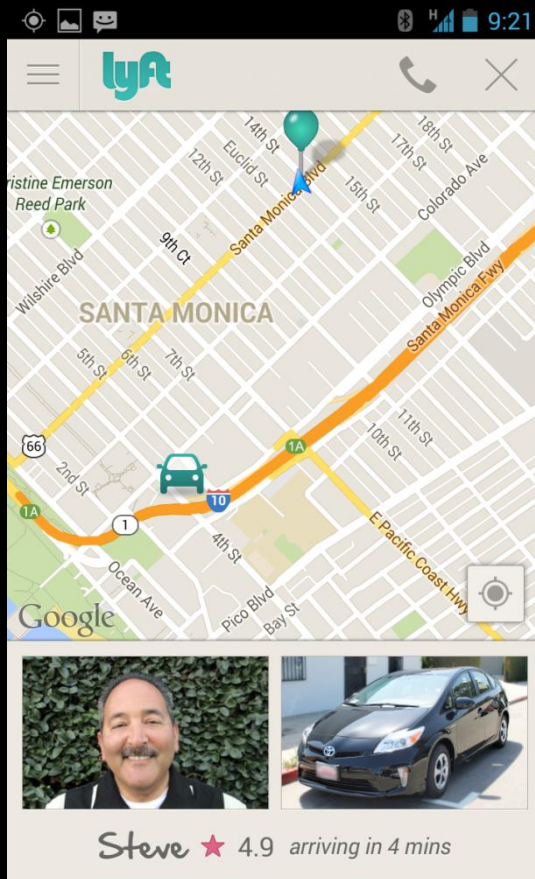 H 9:21
lyft
14th St
18th St
17th St
Euclid St
12th St
15th St
Colorado Ave
ristine Emerson
Reed Park
Santa Monica Blvd
9th Ct
Wilshire Blvd
Olympic Blvd
Santa Monica Fwy
SANTA MONICA
5th St
6th St
7th St
11th St
10th St
66
1A
2nd St
10
1A
1
4th St
E Pacific Coast Hwy
Ocean Ave
Pico Blvd
Bay St
Google
Steve 4.9 arriving in 4 mins